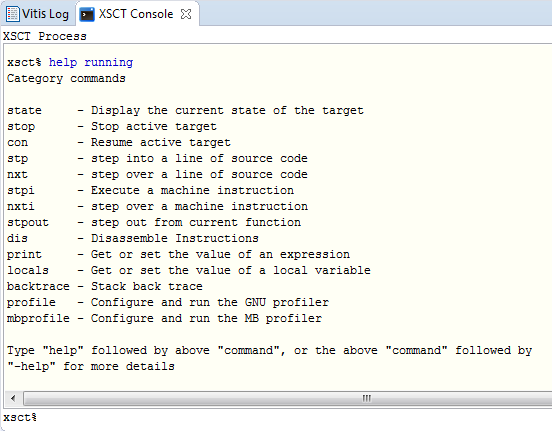 Vitis Log XSCT Console
XSCT Process
xsct% help running
Category commands
state - Display the current state of the target
stop - Stop active target
con - Resume active target
stp - step into a line of source code
nxt - step over a line of source code
stpi - Execute a machine instruction
nxti - step over a machine instruction
stpout - step out from current function
dis - Disassemble Instructions
print - Get or set the value of an expression
locals - Get or set the value of a local variable
backtrace - Stack back trace
profile - Configure and run the GNU profiler
mbprofile - Configure and run the MB profiler
Type "help" followed by above "command", or the above "command" followed by
"-help" for more details
xsct%